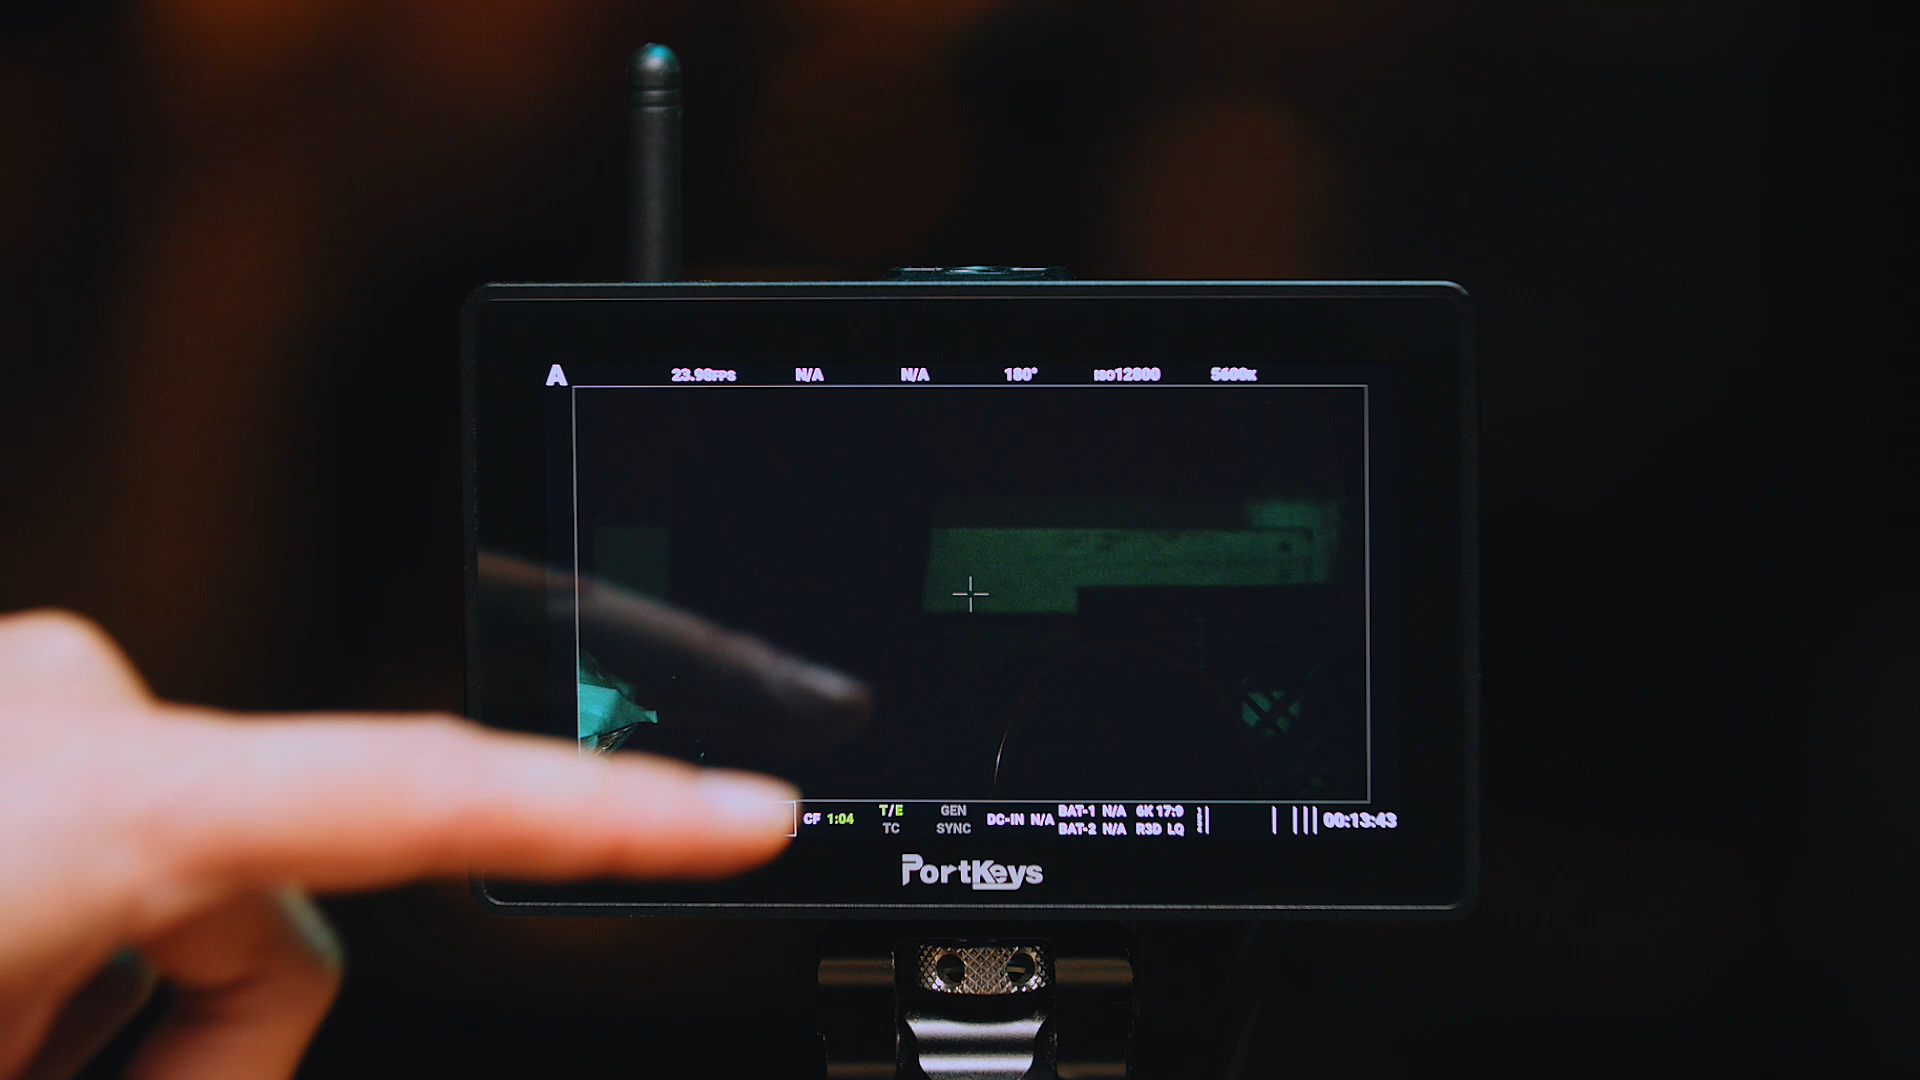 A 23.98FPS N/A N/A 180° ISO12800 5600K
CF 1:04 T/E GEN DC-IN N/A BAT-1 N/A 6K 17:9 00:13:43
TC SYNC BAT-2 N/A R3D LQ
PortKeys